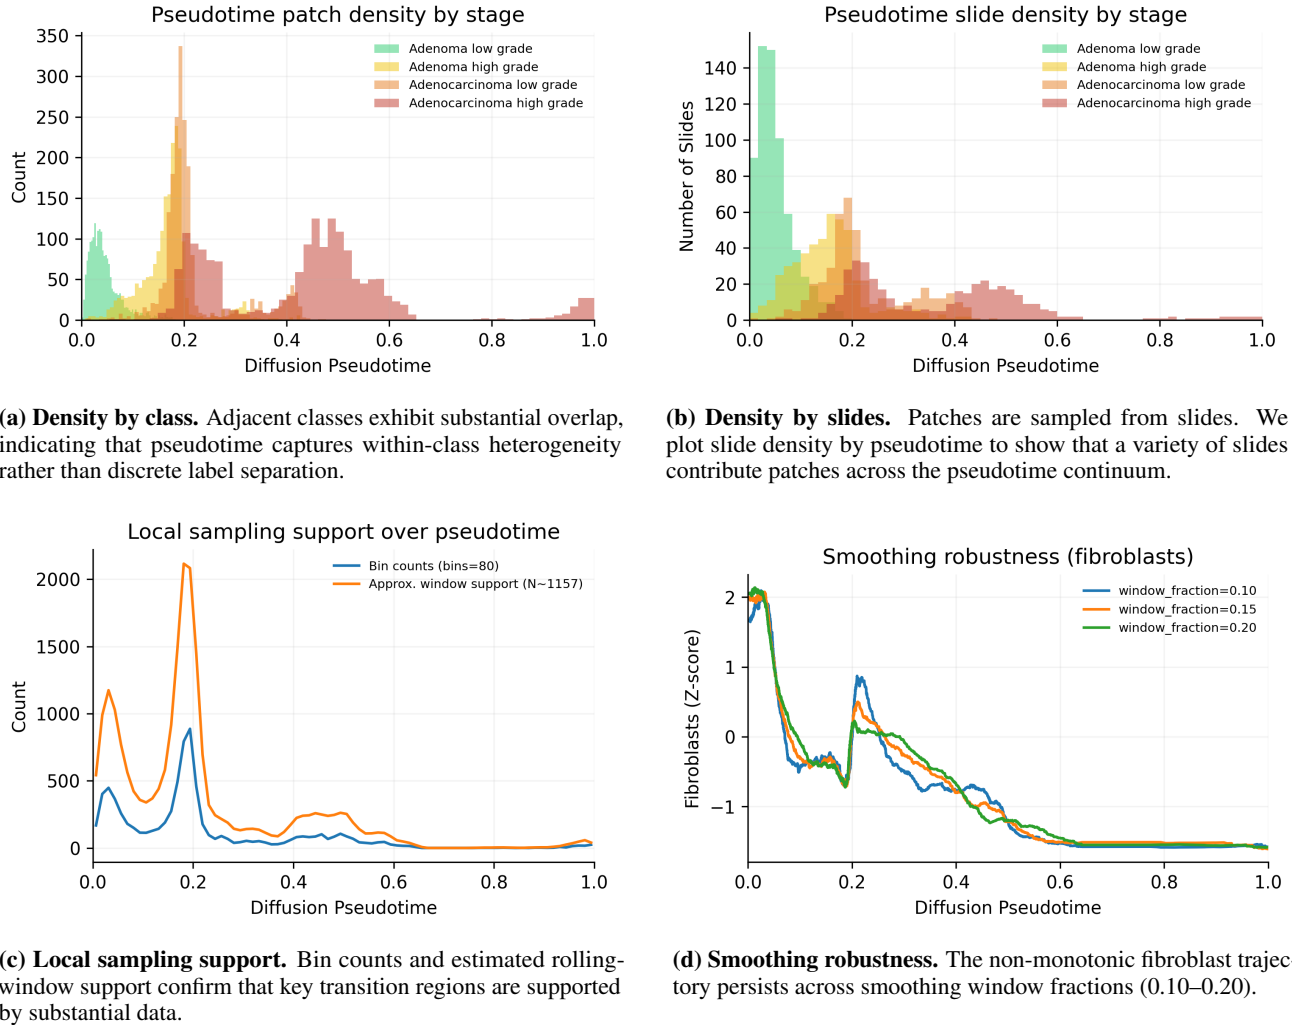 Pseudotime patch density by stage
350
300
250
200
150
100
50
0
Count
Adenoma low grade
Adenoma high grade
Adenocarcinoma low grade
Adenocarcinoma high grade
0.0 0.2 0.4 0.6 0.8 1.0
Diffusion Pseudotime
(a) Density by class. Adjacent classes exhibit substantial overlap,
indicating that pseudotime captures within-class heterogeneity
rather than discrete label separation.
Pseudotime slide density by stage
140
120
100
80
60
40
20
0
Number of Slides
Adenoma low grade
Adenoma high grade
Adenocarcinoma low grade
Adenocarcinoma high grade
0.0 0.2 0.4 0.6 0.8 1.0
Diffusion Pseudotime
(b) Density by slides. Patches are sampled from slides. We
plot slide density by pseudotime to show that a variety of slides
contribute patches across the pseudotime continuum.
Local sampling support over pseudotime
2000
1500
1000
500
0
Count
Bin counts (bins=80)
Approx. window support (N~1157)
0.0 0.2 0.4 0.6 0.8 1.0
Diffusion Pseudotime
(c) Local sampling support. Bin counts and estimated rolling-
window support confirm that key transition regions are supported
by substantial data.
Smoothing robustness (fibroblasts)
2
1
0
−1
Fibroblasts (Z-score)
window_fraction=0.10
window_fraction=0.15
window_fraction=0.20
0.0 0.2 0.4 0.6 0.8 1.0
Diffusion Pseudotime
(d) Smoothing robustness. The non-monotonic fibroblast trajec-
tory persists across smoothing window fractions (0.10–0.20).